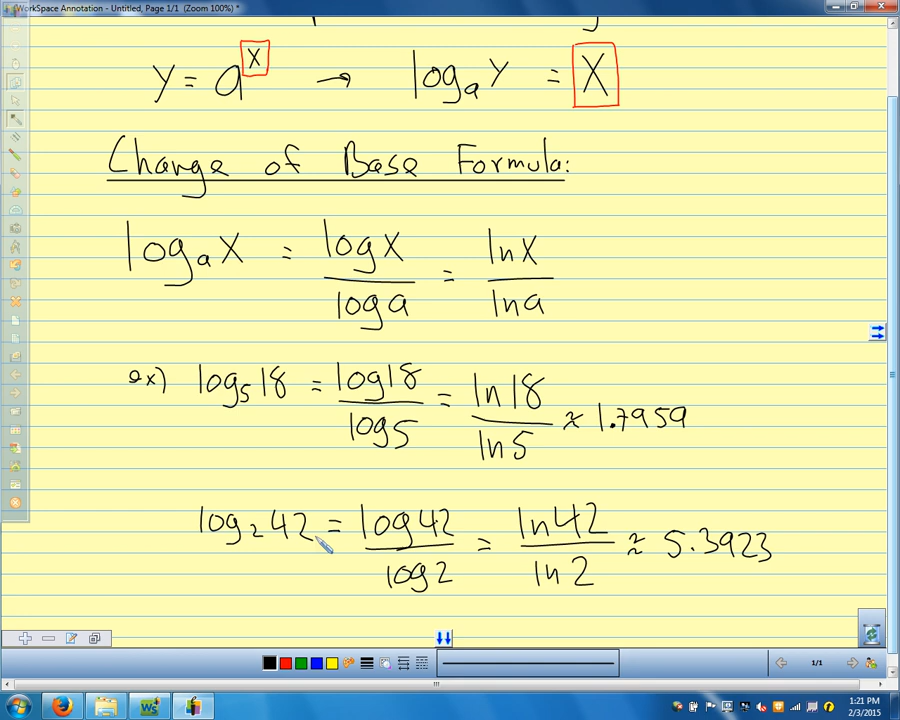 WorkSpace Annotation - Untitled, Page 1/1 (Zoom 100%) *
y = a^x → log_a y = x
Change of Base Formula:
log_a x = log x / log a = ln x / ln a
ex) log_5 18 = log 18 / log 5 = ln 18 / ln 5 ≈ 1.7959
log_2 42 = log 42 / log 2 = ln 42 / ln 2 ≈ 5.3923
1/1
1:21 PM
2/3/2015